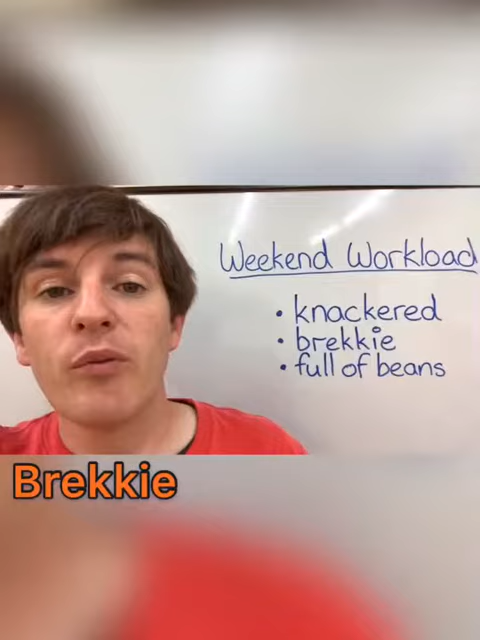 Weekend Workload
• knackered
• brekkie
• full of beans
Brekkie